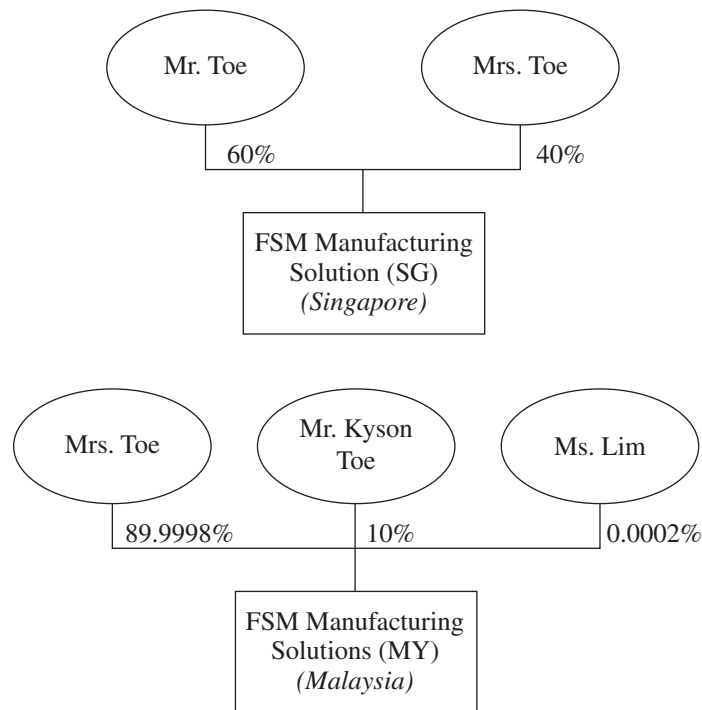 Mr. Toe
Mrs. Toe
60%
40%
FSM Manufacturing
Solution (SG)
(Singapore)
Mrs. Toe
Mr. Kyson
Toe
Ms. Lim
89.9998%
10%
0.0002%
FSM Manufacturing
Solutions (MY)
(Malaysia)